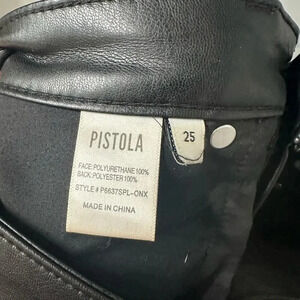 PISTOLA
25
FACE: POLYURETHANE 100%
BACK: POLYESTER 100%
STYLE # P6637SPL-ONX
MADE IN CHINA